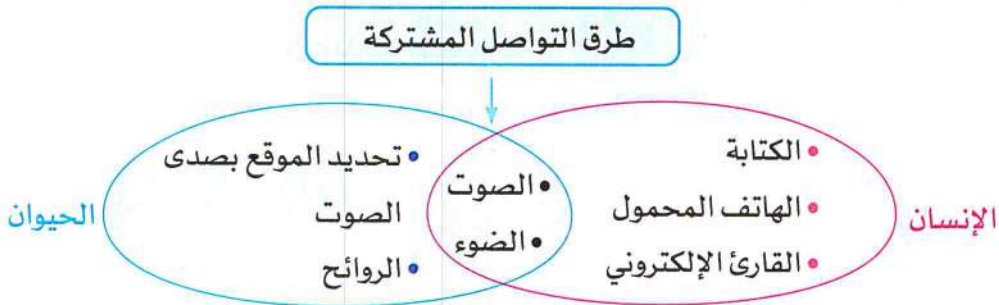 طرق التواصل المشتركة
الإنسان
• الكتابة
• الهاتف المحمول
• القارئ الإلكتروني
• الصوت
• الضوء
• تحديد الموقع بصدى
الصوت
• الروائح
الحيوان